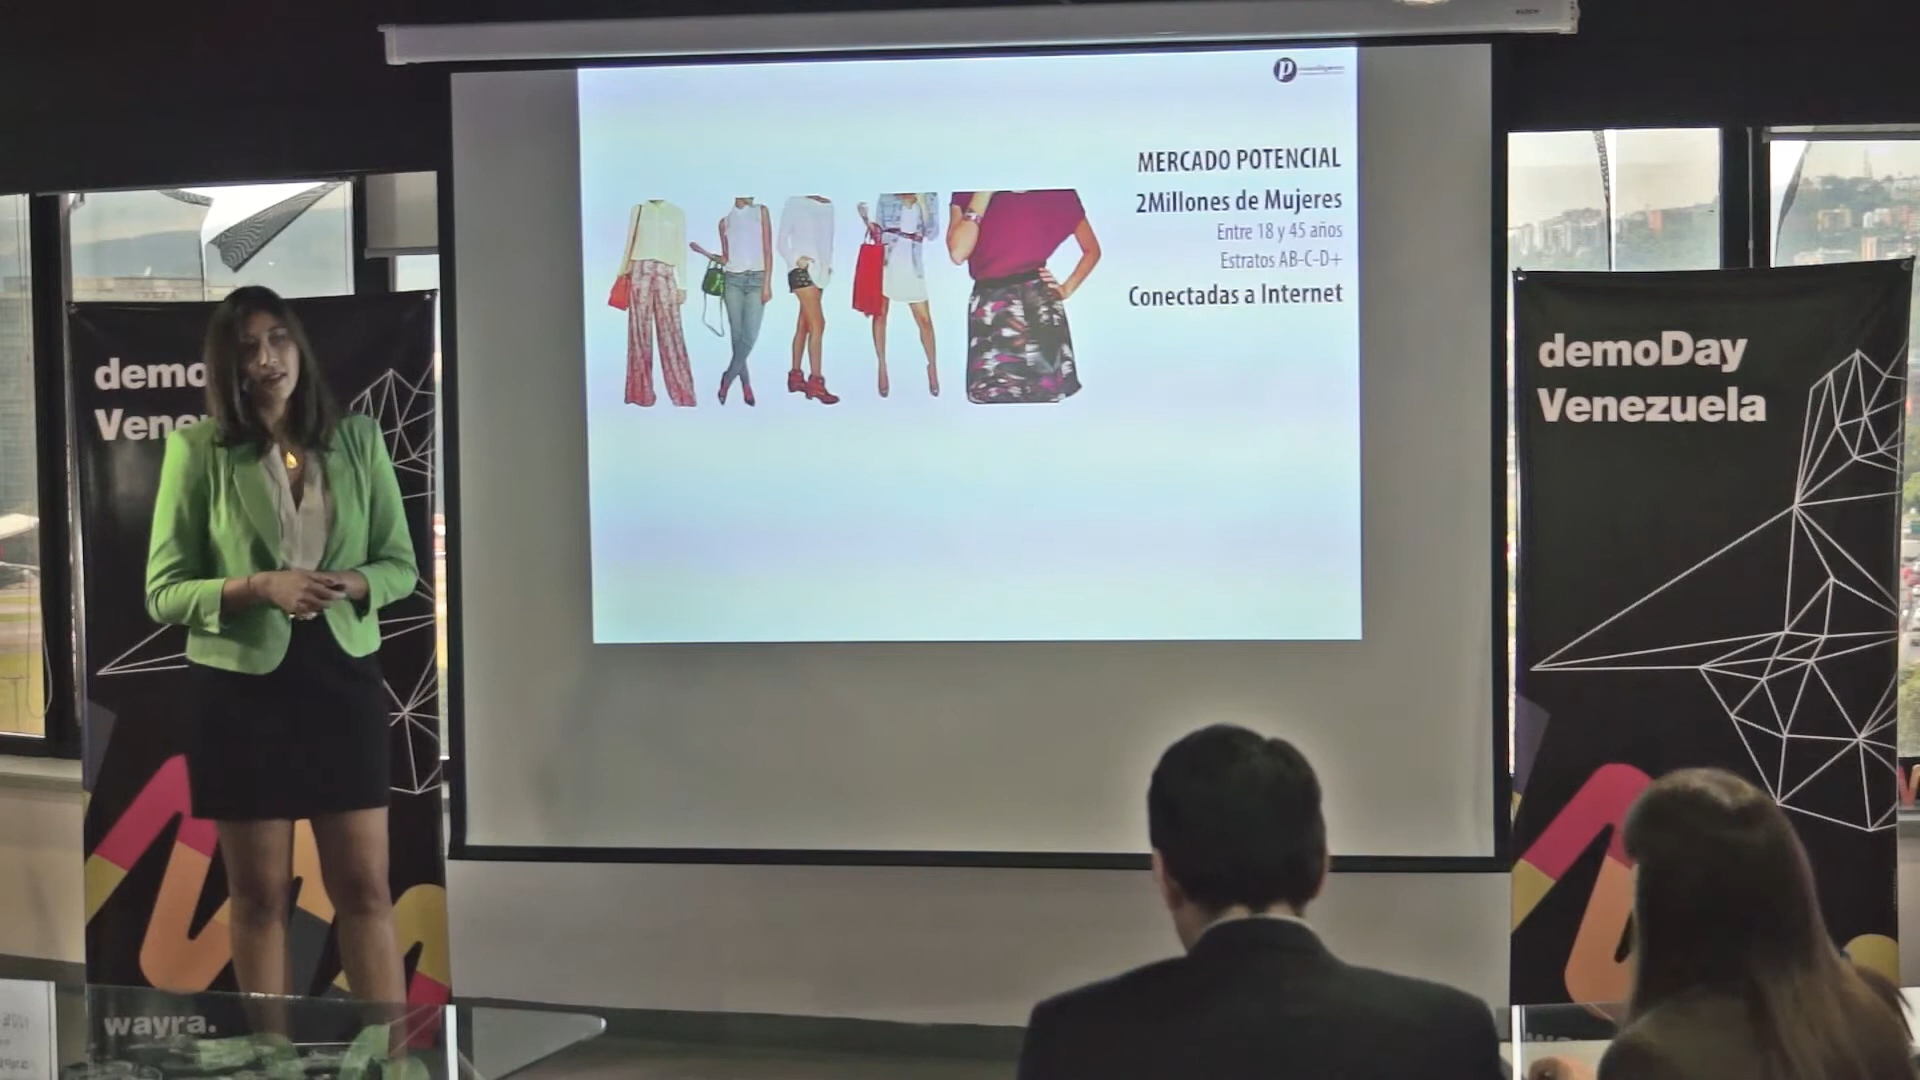 p
MERCADO POTENCIAL
2Millones de Mujeres
Entre 18 y 45 años
Estratos AB-C-D+
Conectadas a Internet
demo
Vene
wayra.
demoDay
Venezuela